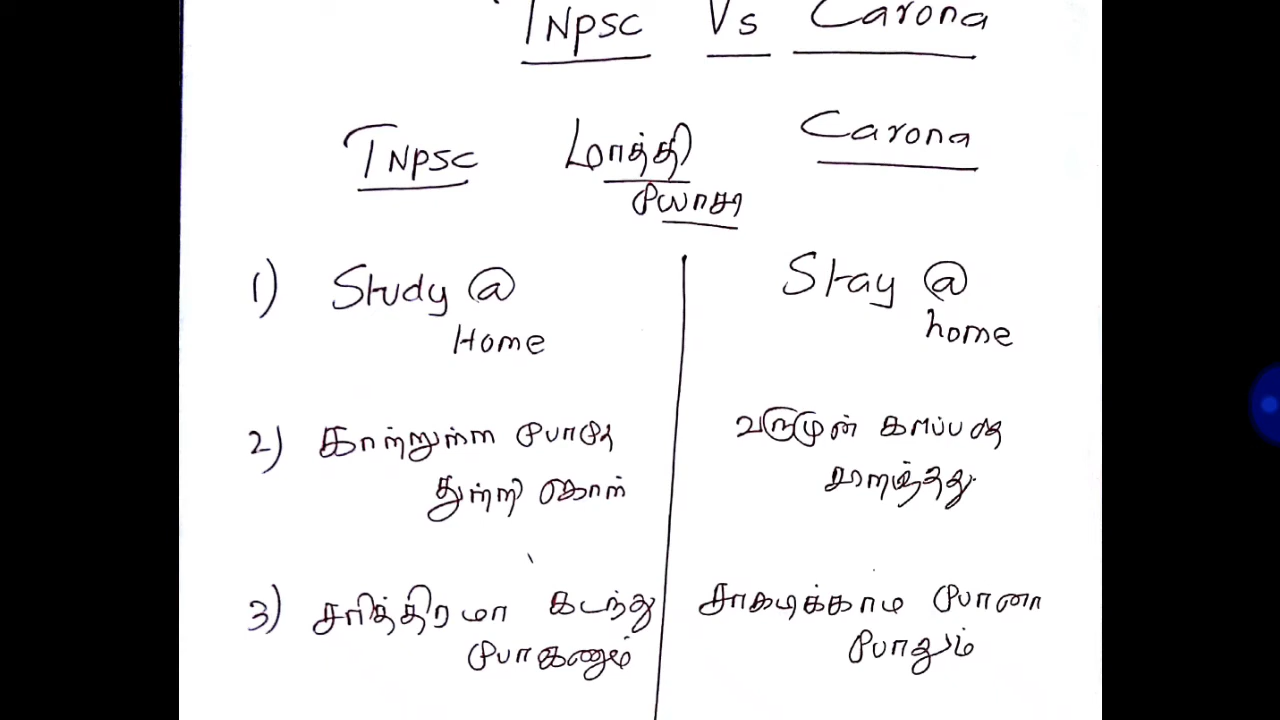 TNPSC Vs Carona
TNPSC மாத்தி Carona
யோசி
1) Study @ Stay @
Home home
2) காற்றுள்ள போதே வருமுன் காப்பதே
தூற்றி கொள் சிறந்தது
3) சரித்திரமா கடந்து சாகடிக்காம போனா
போகணும் போதும்